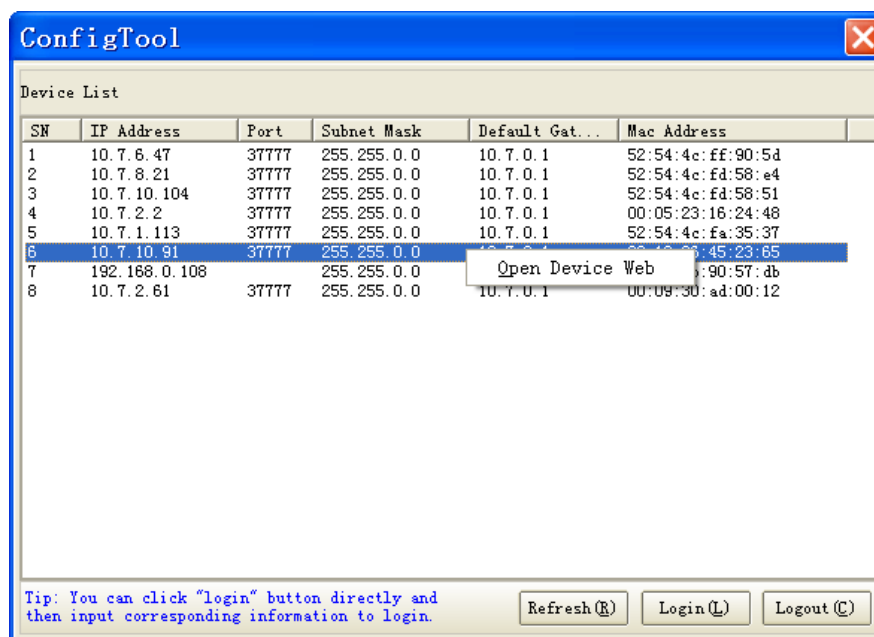 ConfigTool
Device List
SN IP Address Port Subnet Mask Default Gat... Mac Address
1 10.7.6.47 37777 255.255.0.0 10.7.0.1 52:54:4c:ff:90:5d
2 10.7.8.21 37777 255.255.0.0 10.7.0.1 52:54:4c:fd:58:e4
3 10.7.10.104 37777 255.255.0.0 10.7.0.1 52:54:4c:fd:58:51
4 10.7.2.2 37777 255.255.0.0 10.7.0.1 00:05:23:16:24:48
5 10.7.1.113 37777 255.255.0.0 10.7.0.1 52:54:4c:fa:35:37
6 10.7.10.91 37777 255.255.0.0 :45:23:65
Open Device Web
7 192.168.0.108 255.255.0.0 :90:57:db
8 10.7.2.61 37777 255.255.0.0 10.7.0.1 00:09:30:ad:00:12
Tip: You can click "login" button directly and
then input corresponding information to login.
Refresh(R) Login(L) Logout(C)